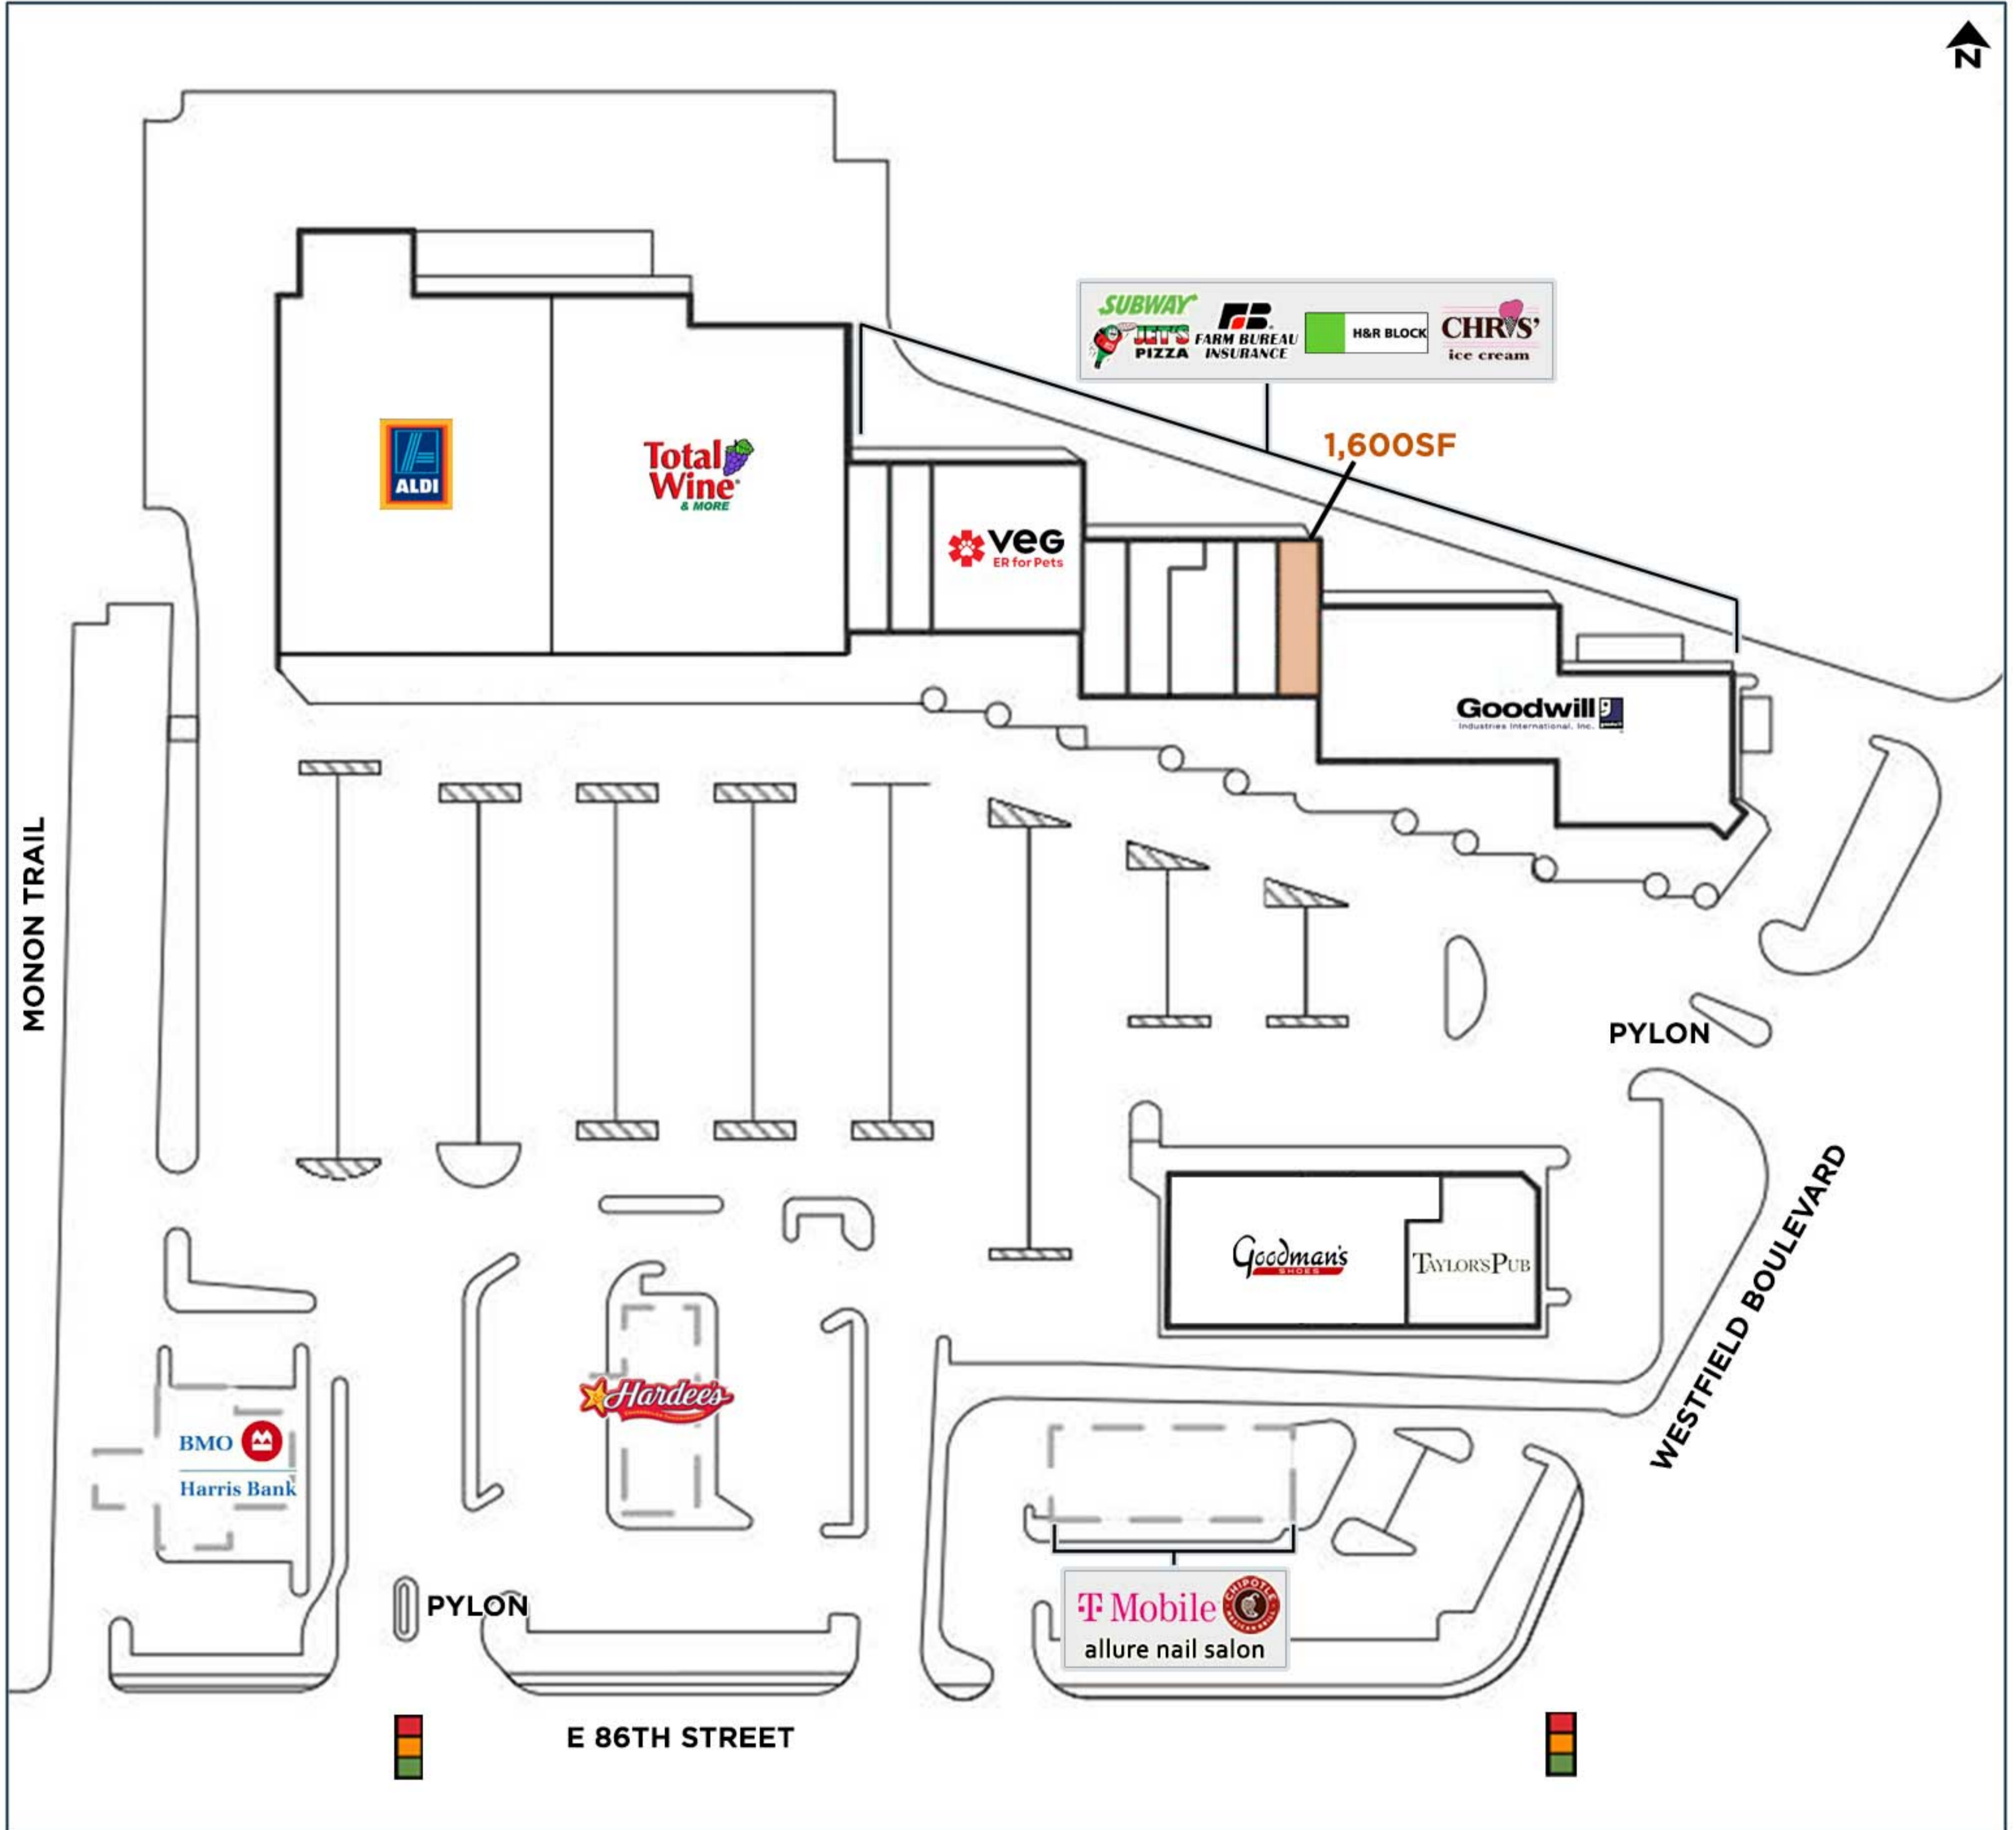 N
SUBWAY
JET'S
PIZZA
FARM BUREAU
INSURANCE
H&R BLOCK
CHRIS'
ice cream
1,600SF
ALDI
Total
Wine
& MORE
veg
ER for Pets
Goodwill
Industries International, Inc.
MONON TRAIL
PYLON
Goodman's
SHOES
TAYLOR'S PUB
WESTFIELD BOULEVARD
Hardee's
BMO
Harris Bank
T Mobile
CHIPOTLE
allure nail salon
PYLON
E 86TH STREET